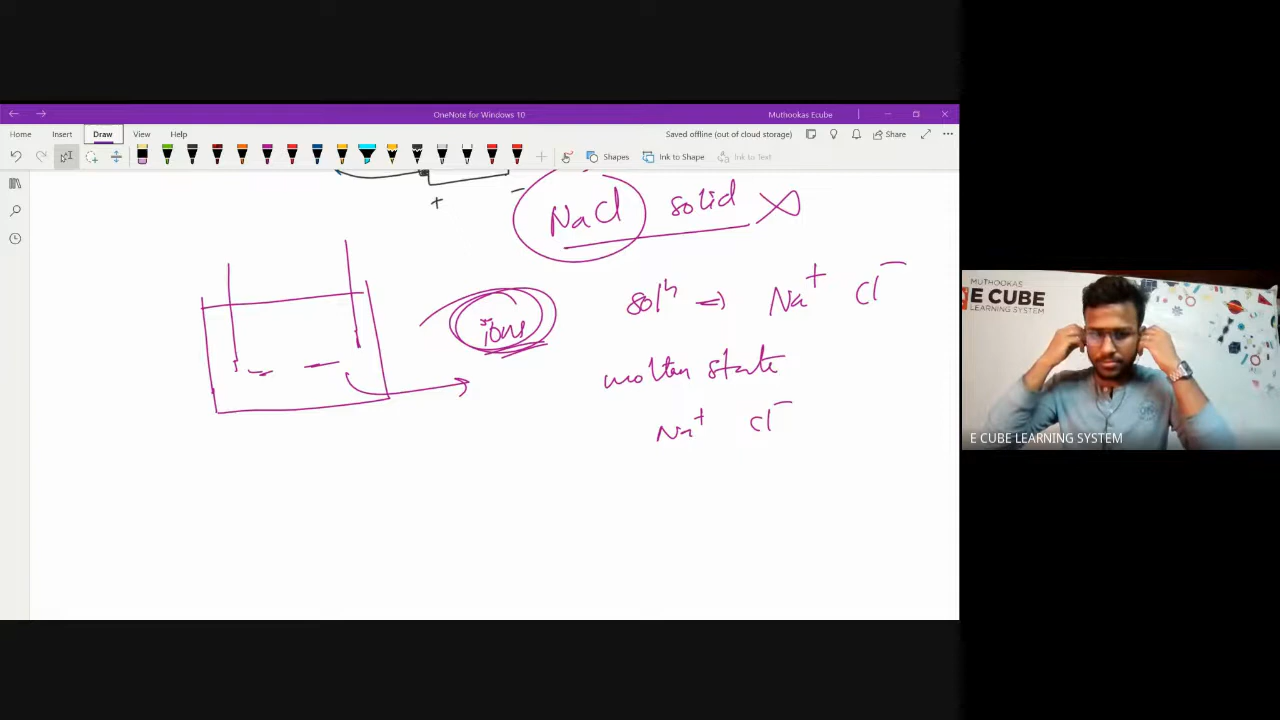 OneNote for Windows 10
Muthookas Ecube
Home Insert Draw View Help
Saved offline (out of cloud storage)
Share
Shapes
Ink to Shape
Ink to Text
+ −
NaCl solid X
ions
solⁿ ⇒ Na⁺ Cl⁻
molten state
Na⁺ Cl⁻
MUTHOOKAS
E CUBE
LEARNING SYSTEM
E CUBE LEARNING SYSTEM